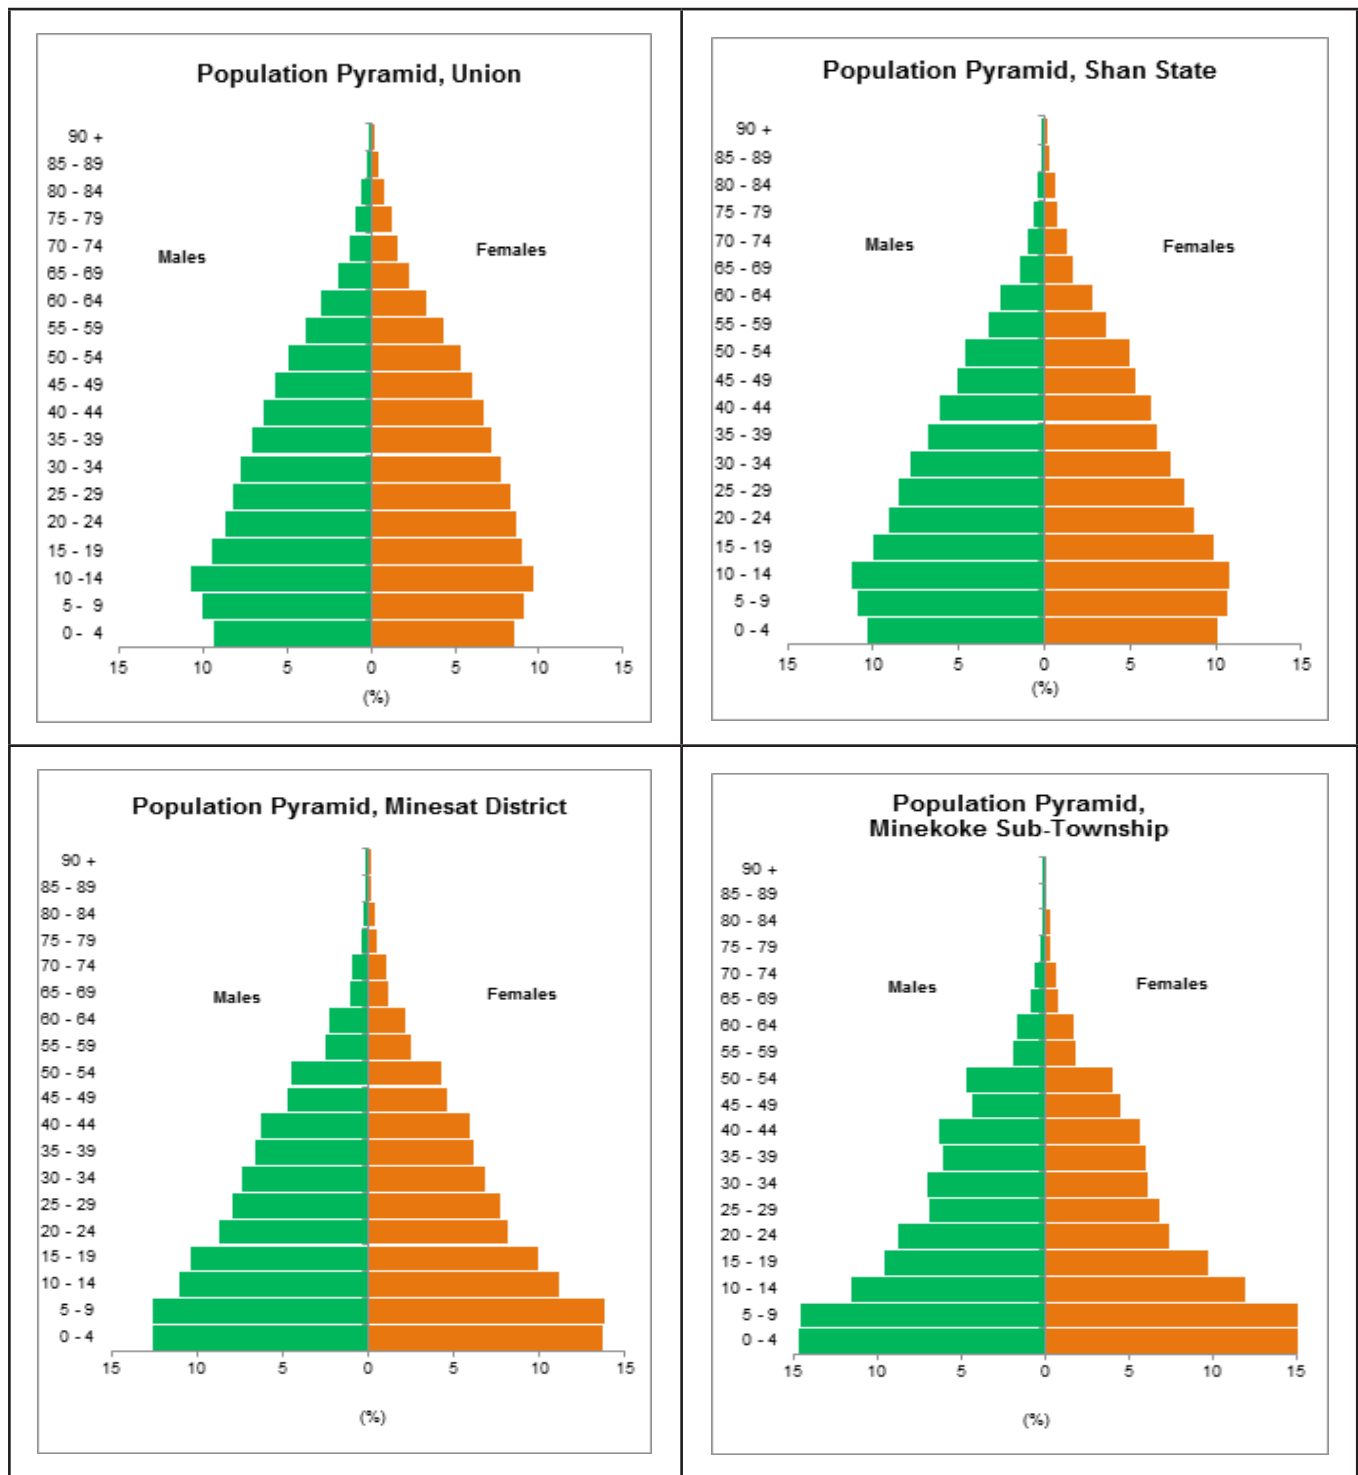 Population Pyramid, Union
90 +
85 - 89
80 - 84
75 - 79
70 - 74
65 - 69
60 - 64
55 - 59
50 - 54
45 - 49
40 - 44
35 - 39
30 - 34
25 - 29
20 - 24
15 - 19
10 -14
5 - 9
0 - 4
Males
Females
15 10 5 0 5 10 15
(%)
Population Pyramid, Shan State
90 +
85 - 89
80 - 84
75 - 79
70 - 74
65 - 69
60 - 64
55 - 59
50 - 54
45 - 49
40 - 44
35 - 39
30 - 34
25 - 29
20 - 24
15 - 19
10 - 14
5 - 9
0 - 4
Males
Females
15 10 5 0 5 10 15
(%)
Population Pyramid, Minesat District
90 +
85 - 89
80 - 84
75 - 79
70 - 74
65 - 69
60 - 64
55 - 59
50 - 54
45 - 49
40 - 44
35 - 39
30 - 34
25 - 29
20 - 24
15 - 19
10 - 14
5 - 9
0 - 4
Males
Females
15 10 5 0 5 10 15
(%)
Population Pyramid,
Minekoke Sub-Township
90 +
85 - 89
80 - 84
75 - 79
70 - 74
65 - 69
60 - 64
55 - 59
50 - 54
45 - 49
40 - 44
35 - 39
30 - 34
25 - 29
20 - 24
15 - 19
10 - 14
5 - 9
0 - 4
Males
Females
15 10 5 0 5 10 15
(%)